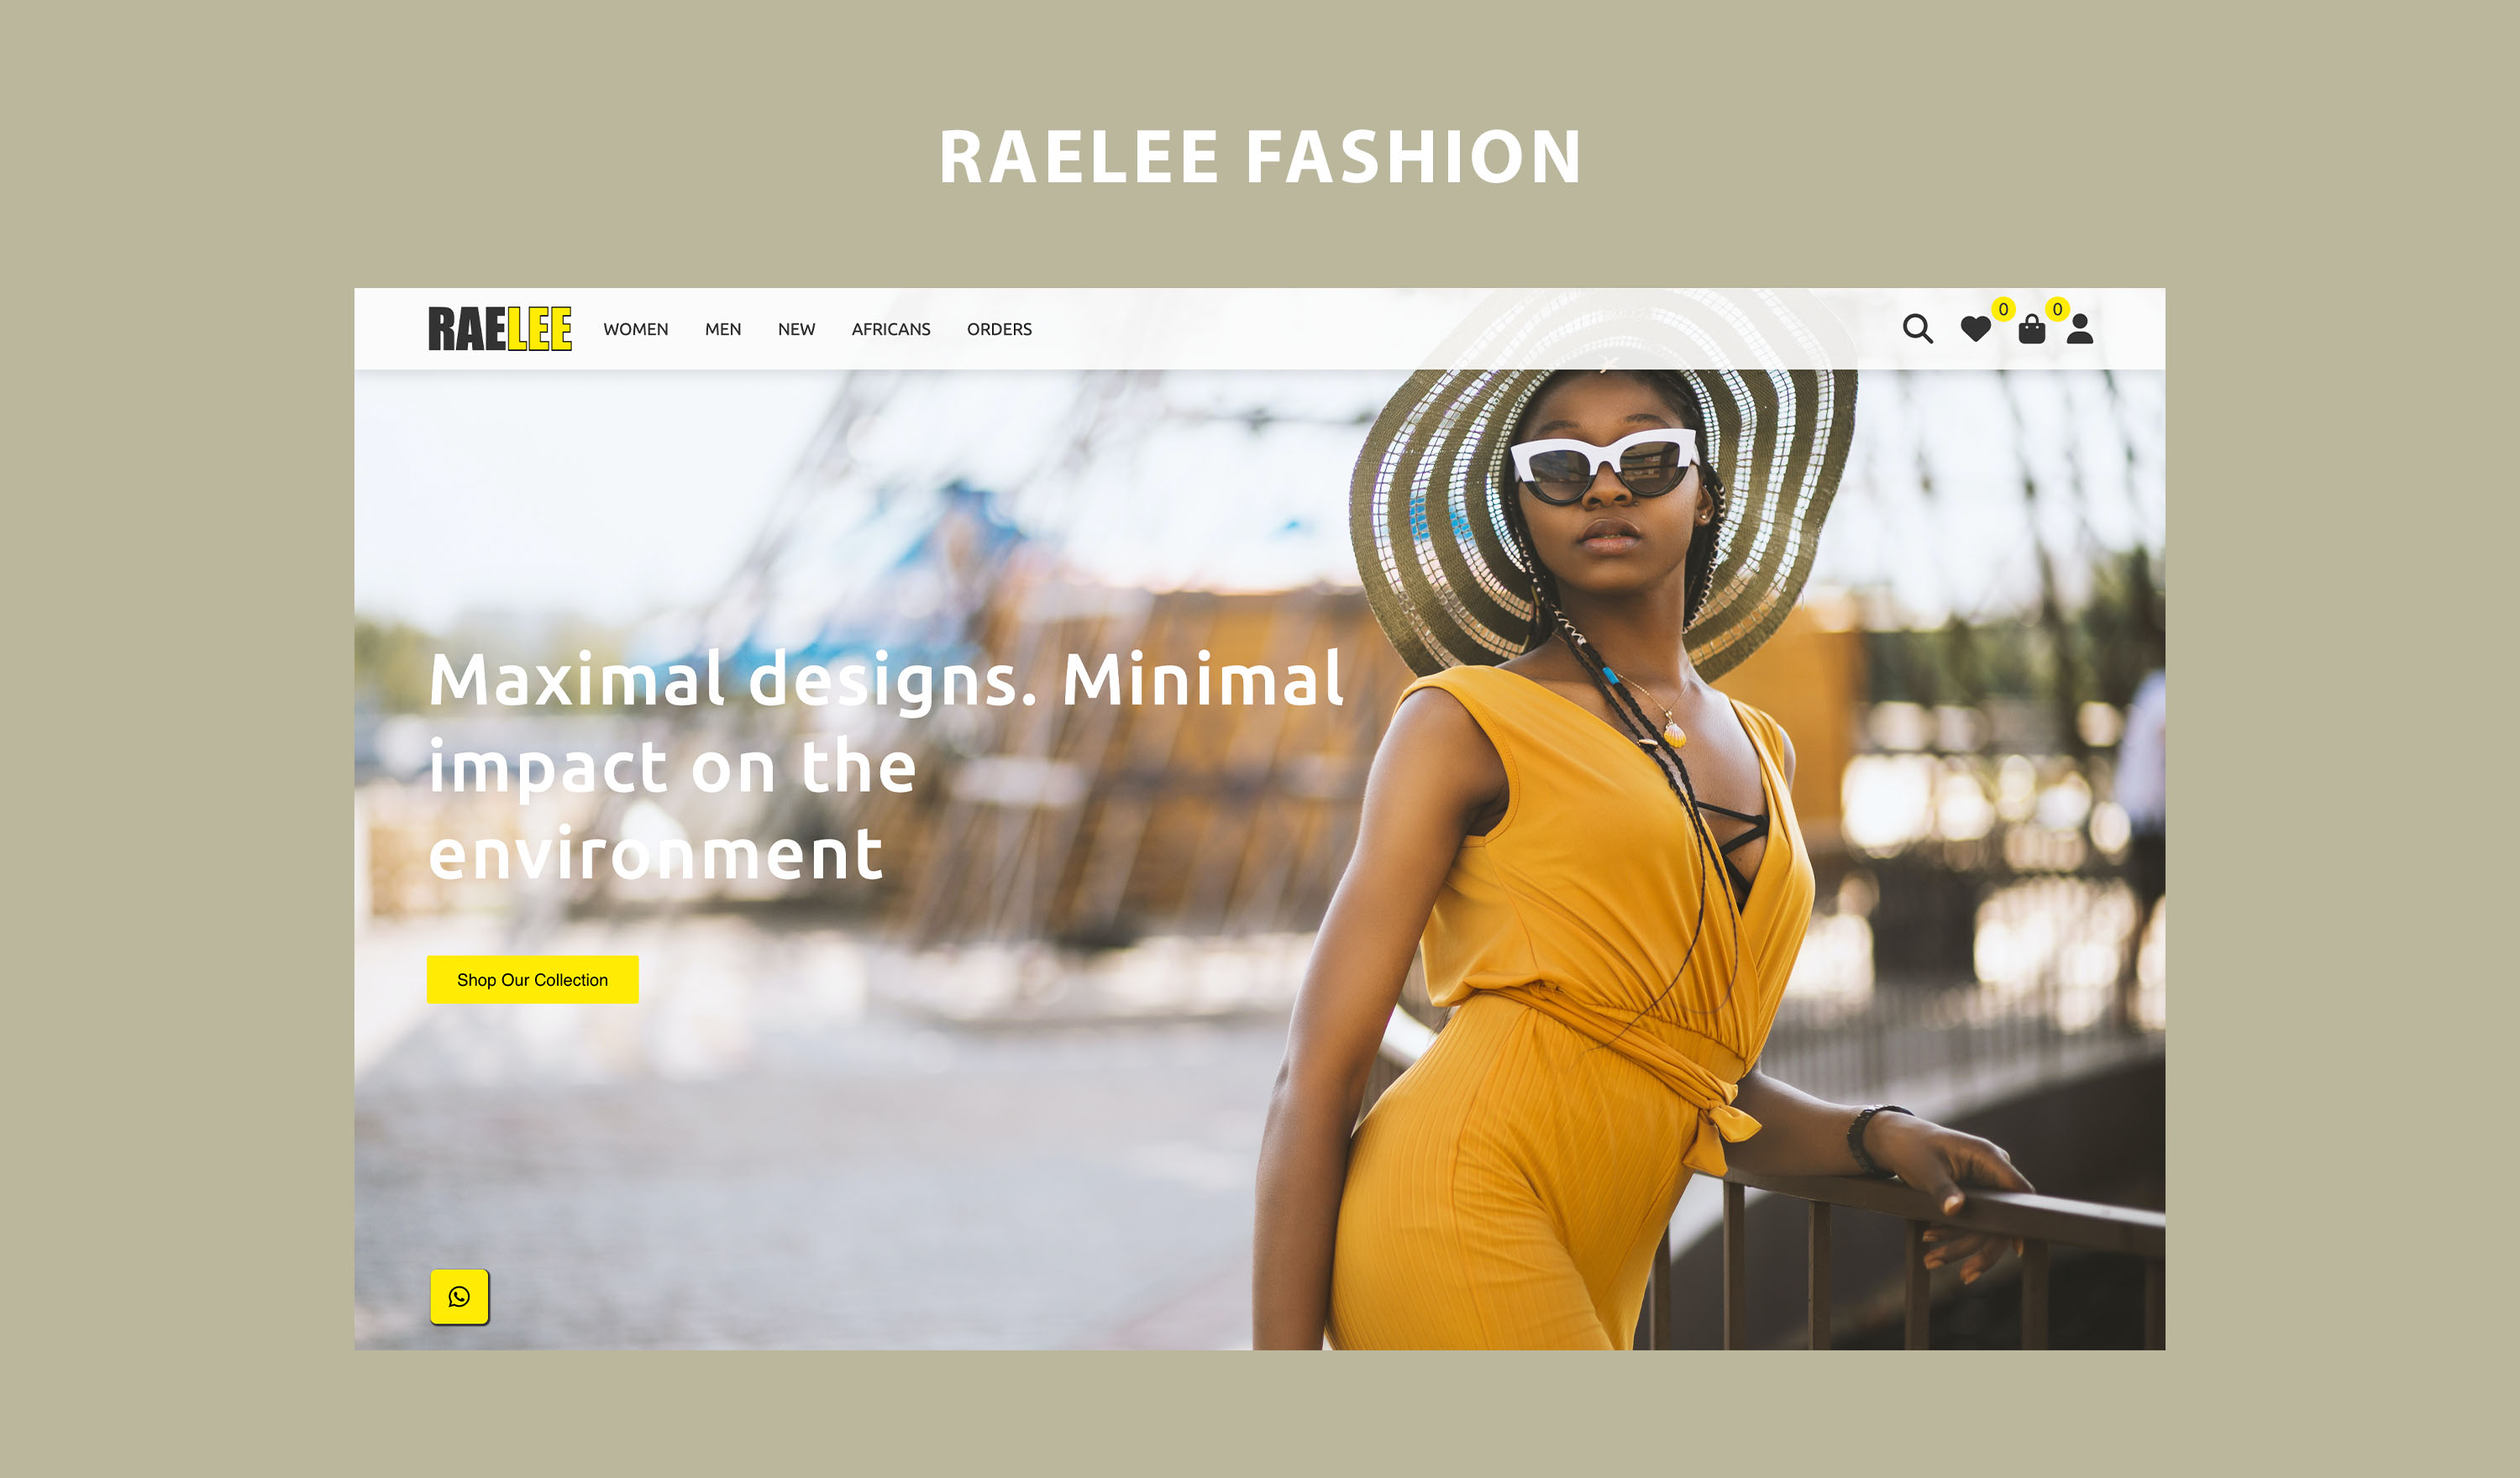 RAELEE FASHION
RAELEE WOMEN MEN NEW AFRICANS ORDERS 0 0
Maximal designs. Minimal
impact on the
environment
Shop Our Collection